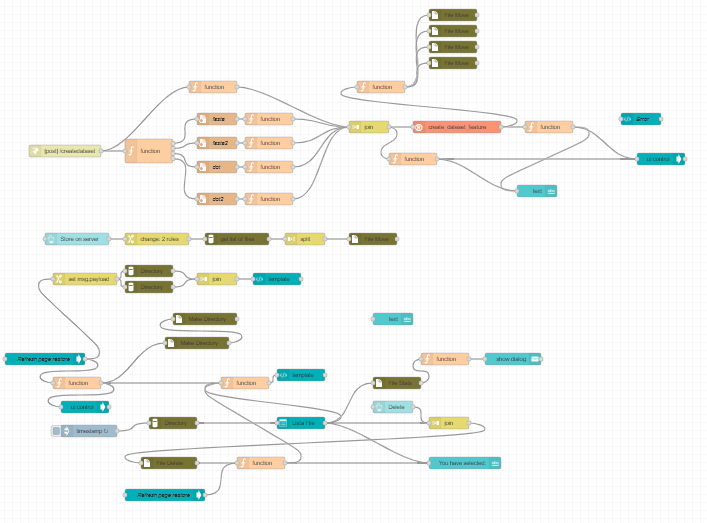 File Move
File Move
File Move
File Move
function
function
fasta
function
fasta2
function
join
create_dataset_feature
function
Error
[post] /createdataset
function
function
ui control
dot
function
text
dot2
function
Store on server
change: 2 rules
get list of files
split
File Move
set msg.payload
Directory
Directory
join
template
Make Directory
text
Make Directory
Refresh page restore
function
show dialog
function
function
template
File Stats
ui control
Delete
timestamp ↻
Directory
Data File
join
File Delete
function
You have selected:
Refresh page restore